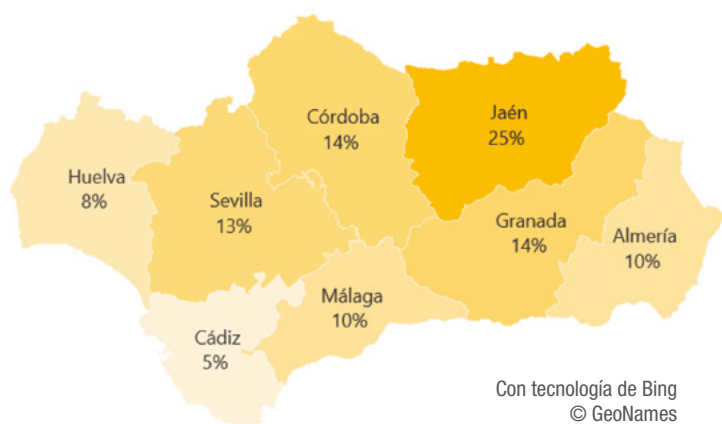 Jaén
25%
Córdoba
14%
Huelva
8%
Sevilla
13%
Granada
14%
Almería
10%
Málaga
10%
Cádiz
5%
Con tecnología de Bing
© GeoNames